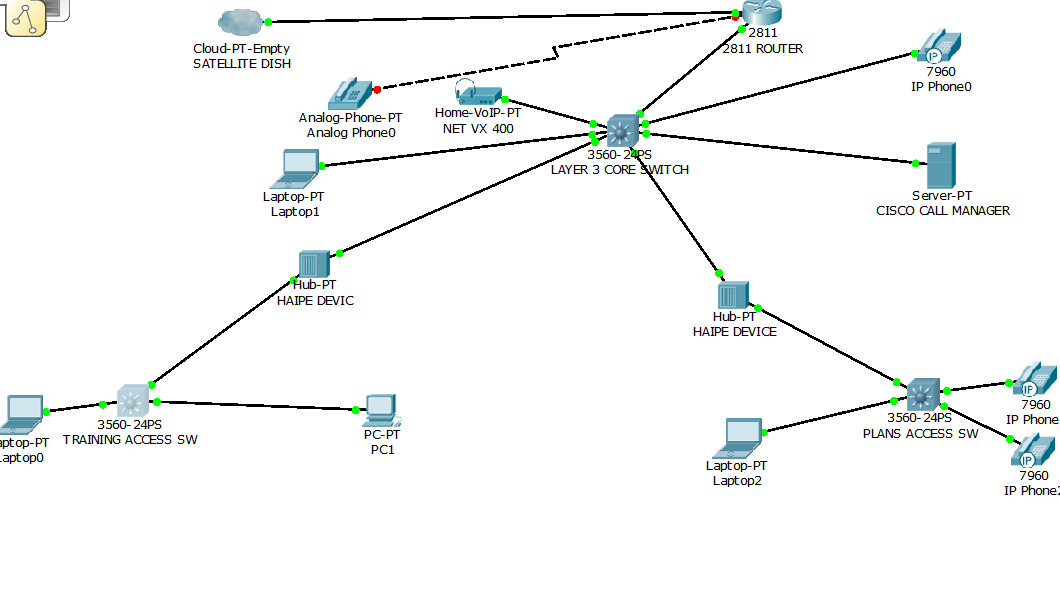 Cloud-PT-Empty
SATELLITE DISH
2811
2811 ROUTER
IP
7960
IP Phone0
Analog-Phone-PT
Analog Phone0
Home-VoIP-PT
NET VX 400
3560-24PS
LAYER 3 CORE SWITCH
Laptop-PT
Laptop1
Server-PT
CISCO CALL MANAGER
Hub-PT
HAIPE DEVIC
Hub-PT
HAIPE DEVICE
aptop-PT
aptop0
3560-24PS
TRAINING ACCESS SW
PC-PT
PC1
3560-24PS
PLANS ACCESS SW
IP
7960
IP Phone
Laptop-PT
Laptop2
IP
7960
IP Phone2